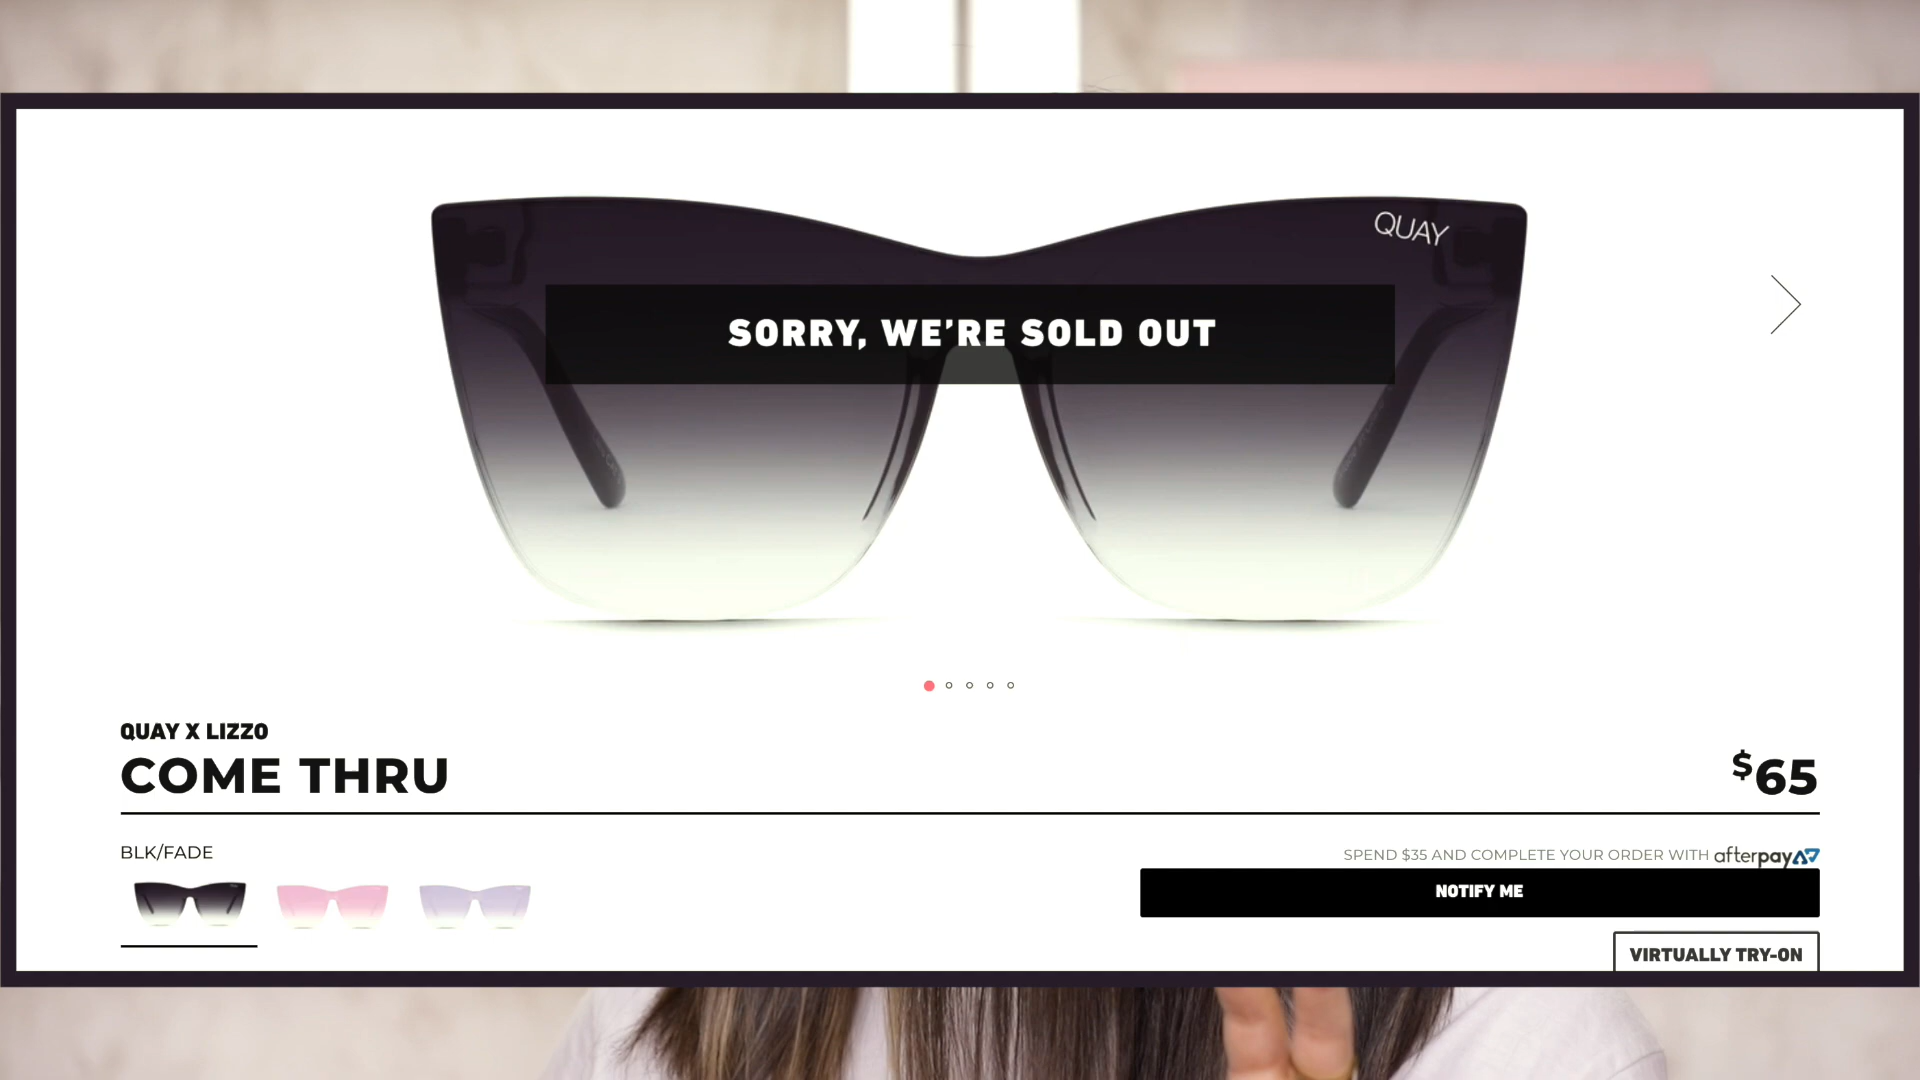 QUAY
SORRY, WE'RE SOLD OUT
QUAY X LIZZO
COME THRU
$65
BLK/FADE
SPEND $35 AND COMPLETE YOUR ORDER WITH afterpay
NOTIFY ME
VIRTUALLY TRY-ON